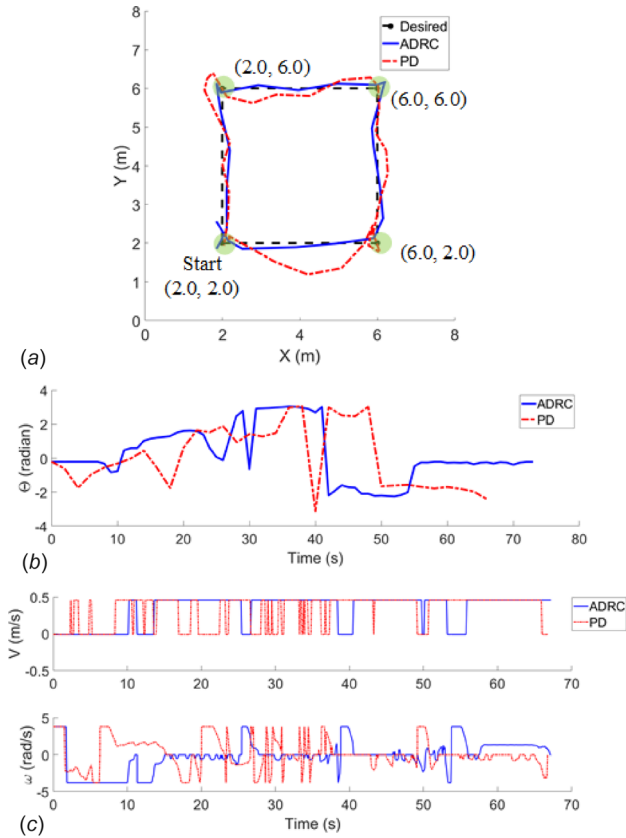 8
7
6
5
4
3
2
1
0
Y (m)
Desired
ADRC
PD
(2.0, 6.0)
(6.0, 6.0)
(6.0, 2.0)
Start
(2.0, 2.0)
0 2 4 6 8
X (m)
(a)
4
2
0
-2
-4
Θ (radian)
ADRC
PD
0 10 20 30 40 50 60 70 80
Time (s)
(b)
0.5
0
-0.5
V (m/s)
ADRC
PD
0 10 20 30 40 50 60 70
5
0
-5
ω (rad/s)
0 10 20 30 40 50 60 70
Time (s)
(c)